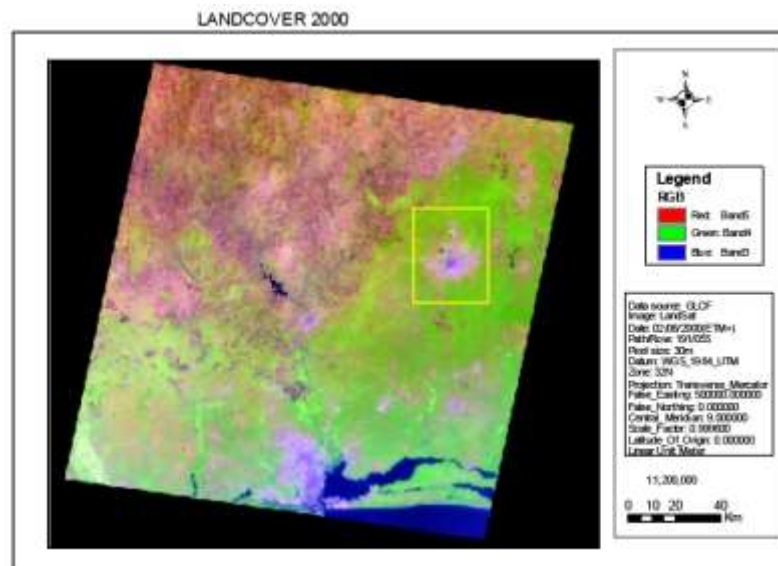 LANDCOVER 2000
N
W E
S
Legend
RGB
Red: Band5
Green: Band4
Blue: Band3
Data source: GLCF
Image: LandSat
Date: 02/06/2000(ETM+)
Path/Row: 191/055
Pixel size: 30m
Datum: WGS_1984_UTM
Zone: 32N
Projection: Transverse_Mercator
False_Easting: 500000.000000
False_Northing: 0.000000
Central_Meridian: 9.000000
Scale_Factor: 0.999600
Latitude_Of_Origin: 0.000000
Linear Unit: Meter
1:1,200,000
0 10 20 40
Km